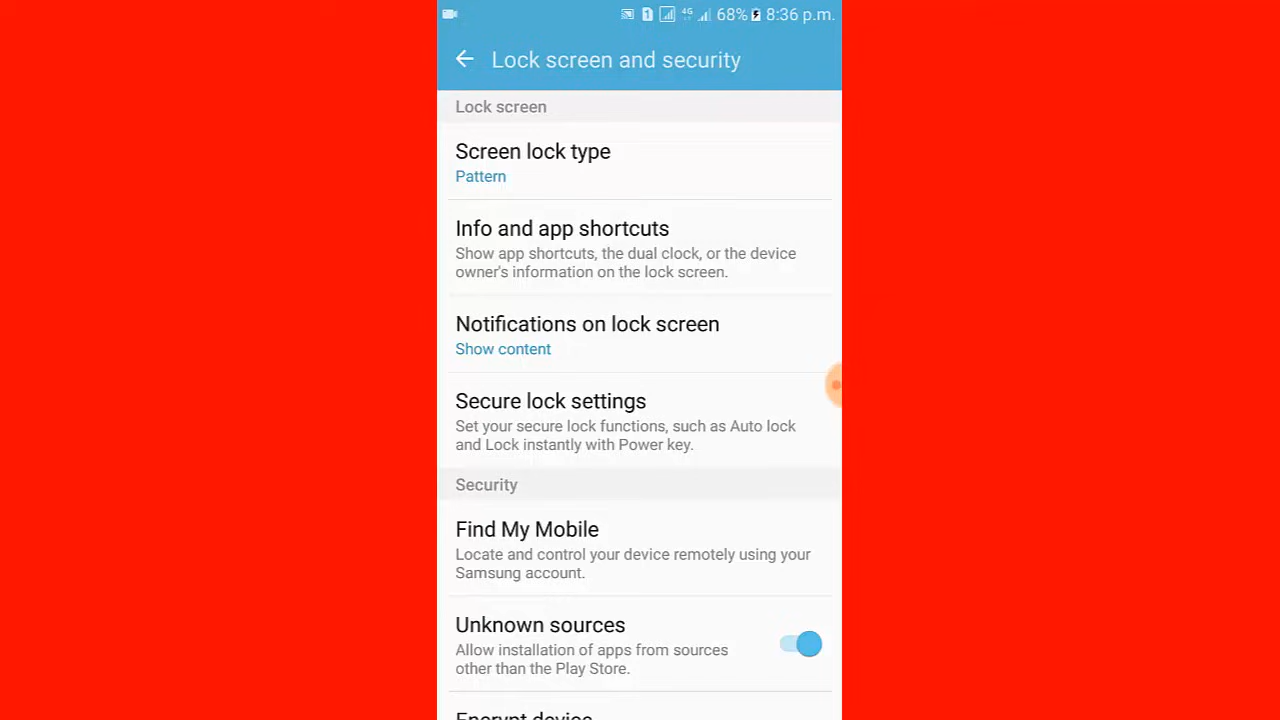 1 4G 68% 8:36 p.m.
Lock screen and security
Lock screen
Screen lock type
Pattern
Info and app shortcuts
Show app shortcuts, the dual clock, or the device
owner's information on the lock screen.
Notifications on lock screen
Show content
Secure lock settings
Set your secure lock functions, such as Auto lock
and Lock instantly with Power key.
Security
Find My Mobile
Locate and control your device remotely using your
Samsung account.
Unknown sources
Allow installation of apps from sources
other than the Play Store.
Encrypt device